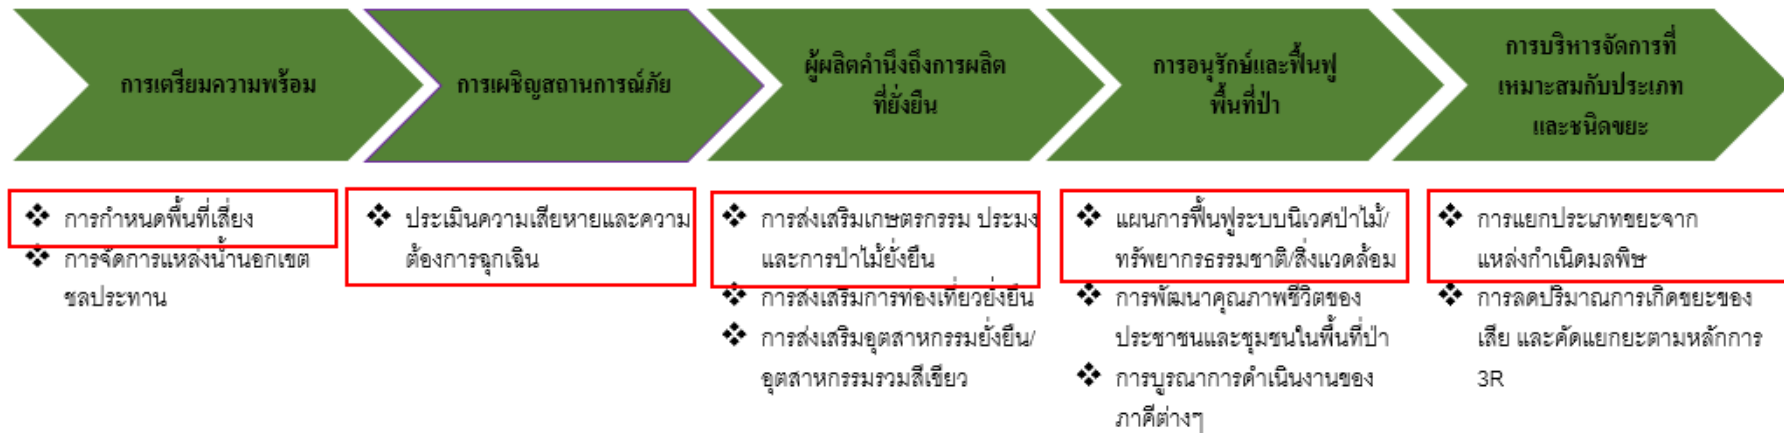 การเตรียมความพร้อม
การเผชิญสถานการณ์ภัย
ผู้ผลิตคำนึงถึงการผลิต
ที่ยั่งยืน
การอนุรักษ์และฟื้นฟู
พื้นที่ป่า
การบริหารจัดการที่
เหมาะสมกับประเภท
และชนิดขยะ
❖ การกำหนดพื้นที่เสี่ยง
❖ การจัดการแหล่งน้ำนอกเขต
ชลประทาน
❖ ประเมินความเสียหายและความ
ต้องการฉุกเฉิน
❖ การส่งเสริมเกษตรกรรม ประมง
และการป่าไม้ยั่งยืน
❖ การส่งเสริมการท่องเที่ยวยั่งยืน
❖ การส่งเสริมอุตสาหกรรมยั่งยืน/
อุตสาหกรรมรวมสีเขียว
❖ แผนการฟื้นฟูระบบนิเวศป่าไม้/
ทรัพยากรธรรมชาติ/สิ่งแวดล้อม
❖ การพัฒนาคุณภาพชีวิตของ
ประชาชนและชุมชนในพื้นที่ป่า
❖ การบูรณาการดำเนินงานของ
ภาคีต่างๆ
❖ การแยกประเภทขยะจาก
แหล่งกำเนิดมลพิษ
❖ การลดปริมาณการเกิดขยะของ
เสีย และคัดแยกยะตามหลักการ
3R